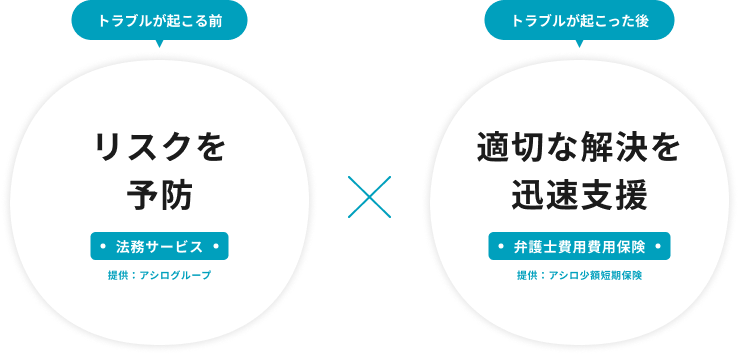 トラブルが起こる前
リスクを
予防
法務サービス
提供：アシログループ
トラブルが起こった後
適切な解決を
迅速支援
弁護士費用費用保険
提供：アシロ少額短期保険